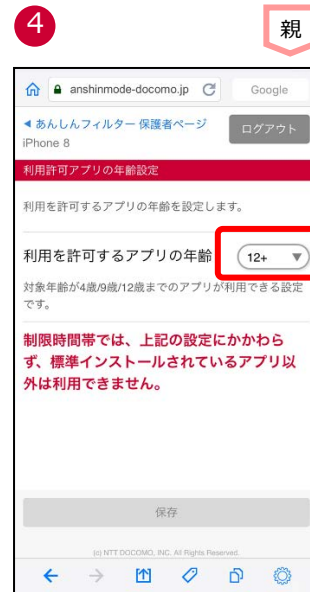 4
親
anshinmode-docomo.jp
Google
◀ あんしんフィルター 保護者ページ
iPhone 8
ログアウト
利用許可アプリの年齢設定
利用を許可するアプリの年齢を設定します。
利用を許可するアプリの年齢
12+ ▼
対象年齢が4歳/9歳/12歳までのアプリが利用できる設定
です。
制限時間帯では、上記の設定にかかわら
ず、標準インストールされているアプリ以
外は利用できません。
保存
(c) NTT DOCOMO, INC. All Rights Reserved.